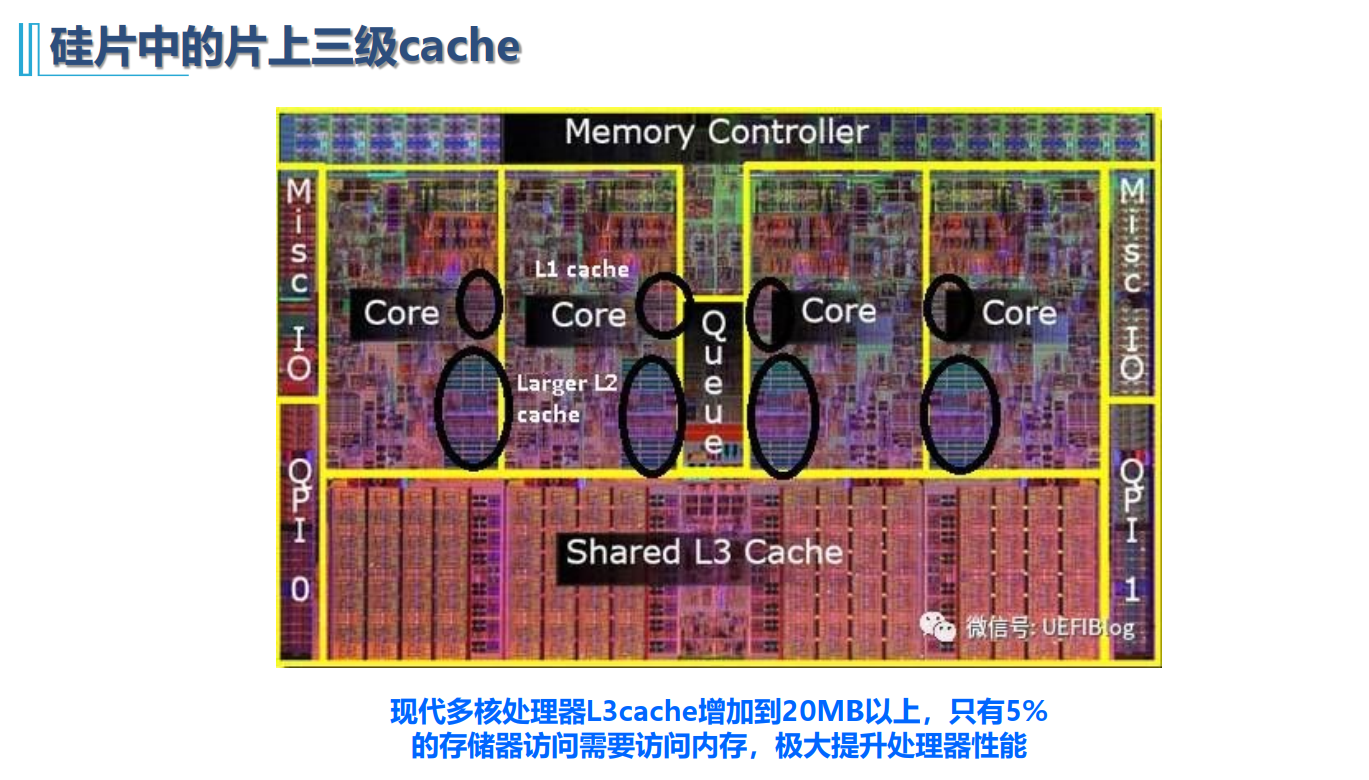 硅片中的片上三级cache
Memory Controller
Misc IO
Misc IO
L1 cache
Core
Core
Core
Core
Queue
Larger L2
cache
QPI 0
QPI 1
Shared L3 Cache
微信号: UEFIBlog
现代多核处理器L3cache增加到20MB以上，只有5%
的存储器访问需要访问内存，极大提升处理器性能